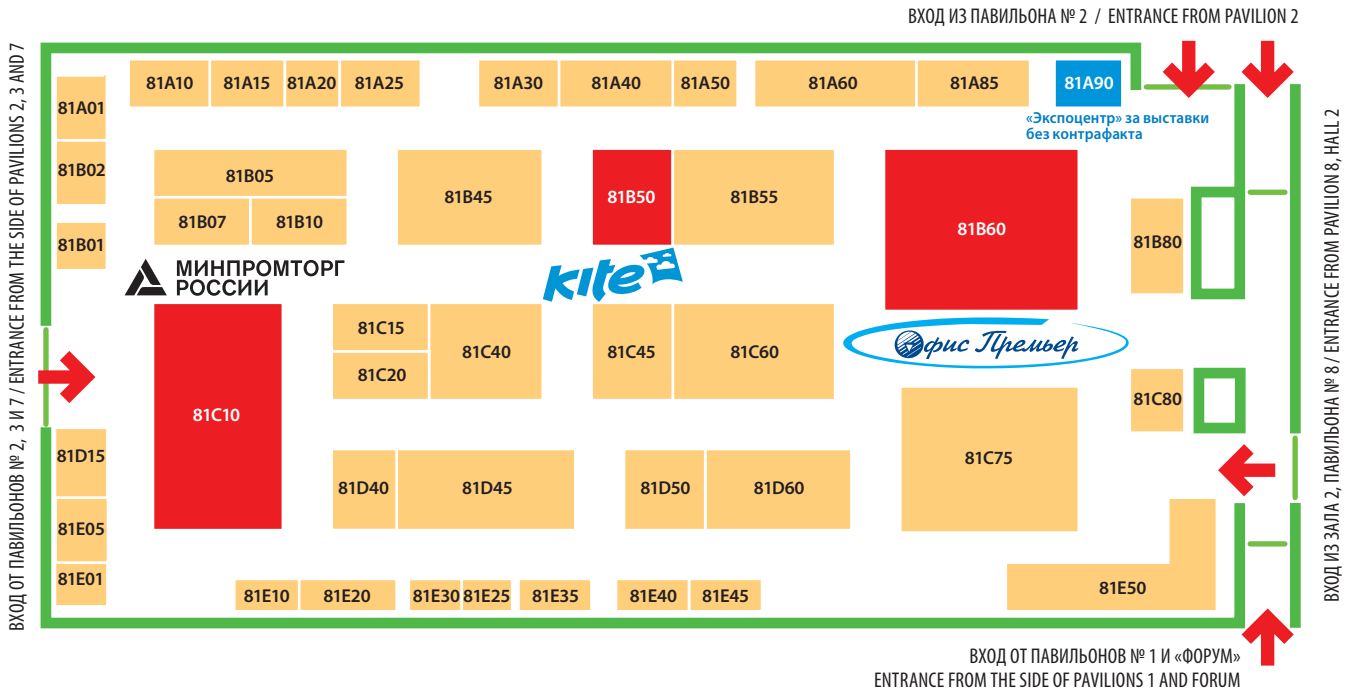 ВХОД ИЗ ПАВИЛЬОНА № 2 / ENTRANCE FROM PAVILION 2
ВХОД ОТ ПАВИЛЬОНОВ № 2, 3 И 7 / ENTRANCE FROM THE SIDE OF PAVILIONS 2, 3 AND 7
81A10
81A15
81A20
81A25
81A30
81A40
81A50
81A60
81A85
81A90
«Экспоцентр» за выставки
без контрафакта
81A01
81B02
81B01
81B05
81B07
81B10
81B45
81B50
81B55
81B60
81B80
МИНПРОМТОРГ
РОССИИ
kite
81C10
81C15
81C20
81C40
81C45
81C60
Офис Премьер
81C80
81C75
81D15
81D40
81D45
81D50
81D60
81E05
81E01
81E10
81E20
81E30
81E25
81E35
81E40
81E45
81E50
ВХОД ИЗ ЗАЛА 2, ПАВИЛЬОНА № 8 / ENTRANCE FROM PAVILION 8, HALL 2
ВХОД ОТ ПАВИЛЬОНОВ № 1 И «ФОРУМ»
ENTRANCE FROM THE SIDE OF PAVILIONS 1 AND FORUM